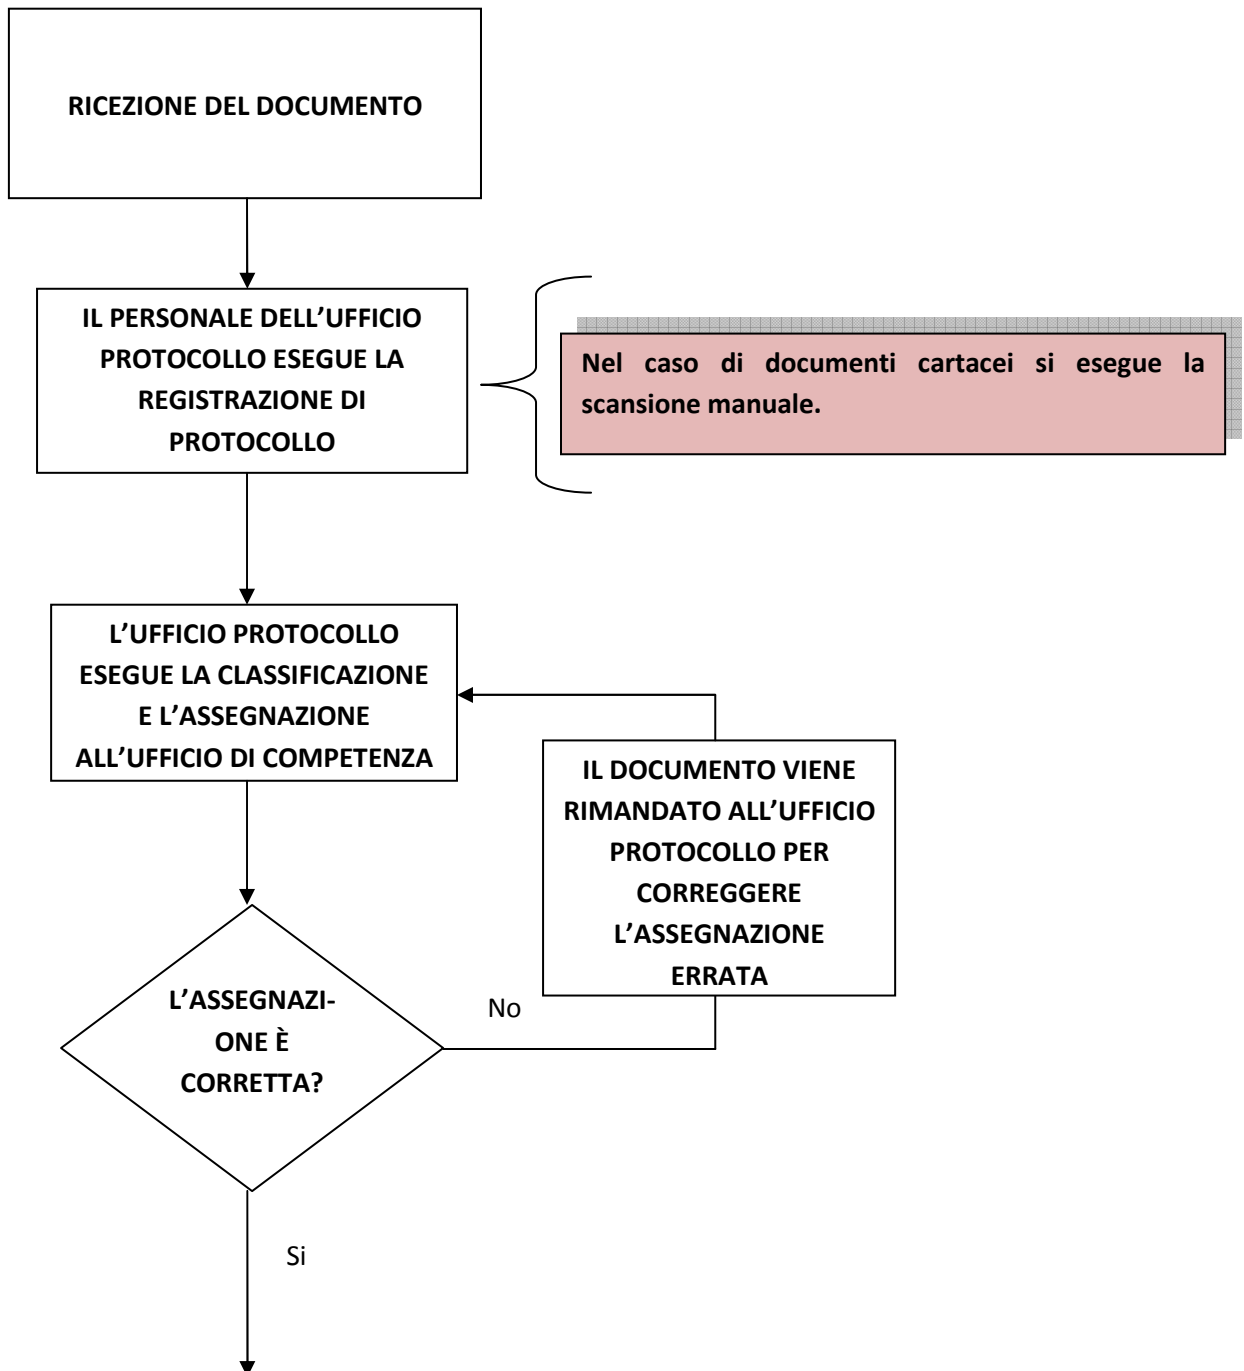 RICEZIONE DEL DOCUMENTO
IL PERSONALE DELL'UFFICIO
PROTOCOLLO ESEGUE LA
REGISTRAZIONE DI
PROTOCOLLO
Nel caso di documenti cartacei si esegue la
scansione manuale.
L'UFFICIO PROTOCOLLO
ESEGUE LA CLASSIFICAZIONE
E L'ASSEGNAZIONE
ALL'UFFICIO DI COMPETENZA
IL DOCUMENTO VIENE
RIMANDATO ALL'UFFICIO
PROTOCOLLO PER
CORREGGERE
L'ASSEGNAZIONE
ERRATA
L'ASSEGNAZI-
ONE È
CORRETTA?
No
Si